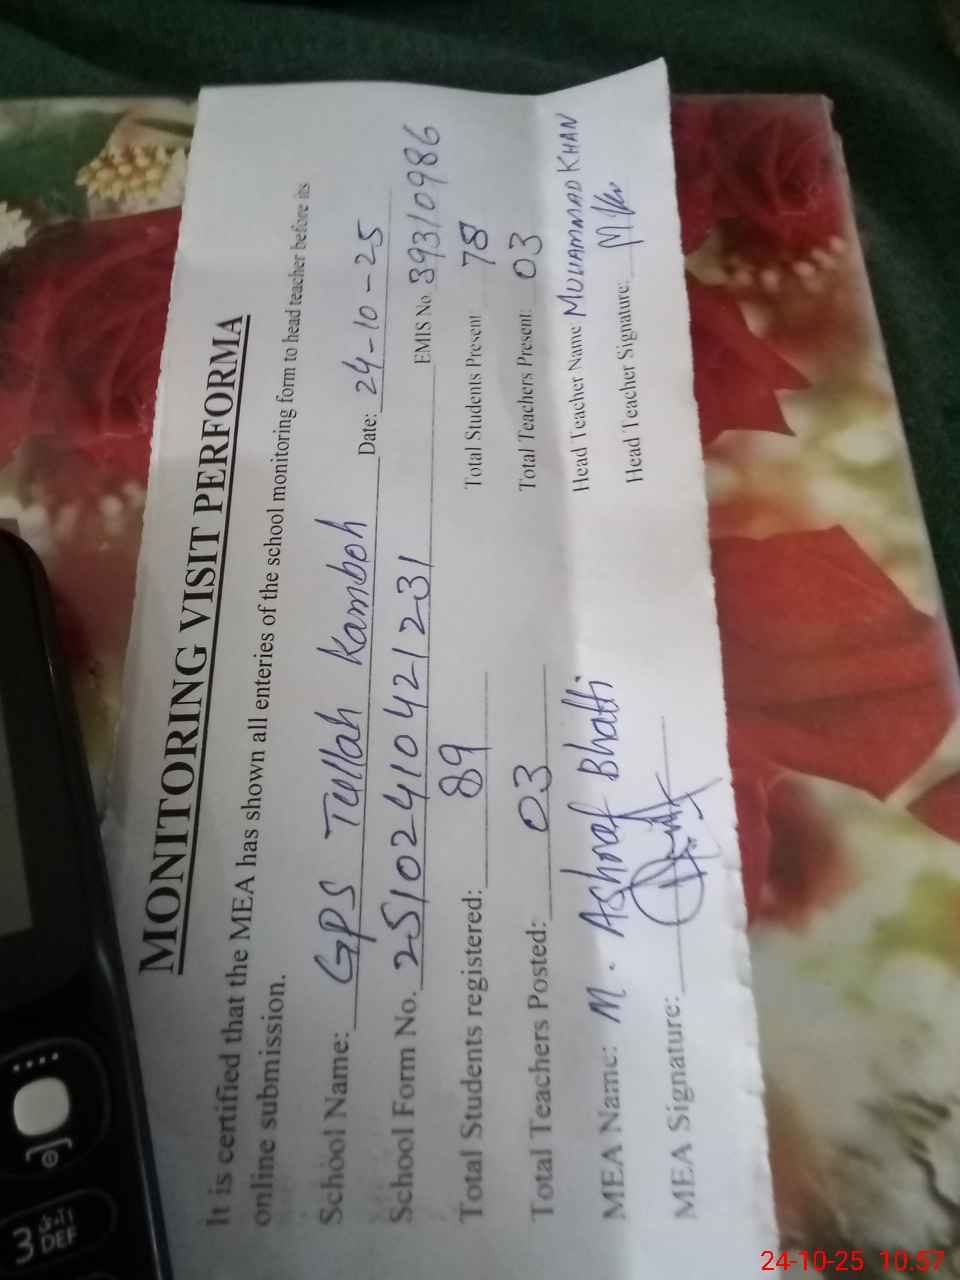 MONITORING VISIT PERFORMA
It is certified that the MEA has shown all enteries of the school monitoring form to head teacher before its
online submission.
School Name: GPS Tullah Kamboh Date: 24-10-25
School Form No. 25102410421231 EMIS No. 39310986
Total Students registered: 89 Total Students Present 78
Total Teachers Posted: 03 Total Teachers Present: 03
MEA Name: M. Ashraf Bhatti Head Teacher Name MUHAMMAD KHAN
MEA Signature: Head Teacher Signature:
3 DEF
24-10-25 10:57